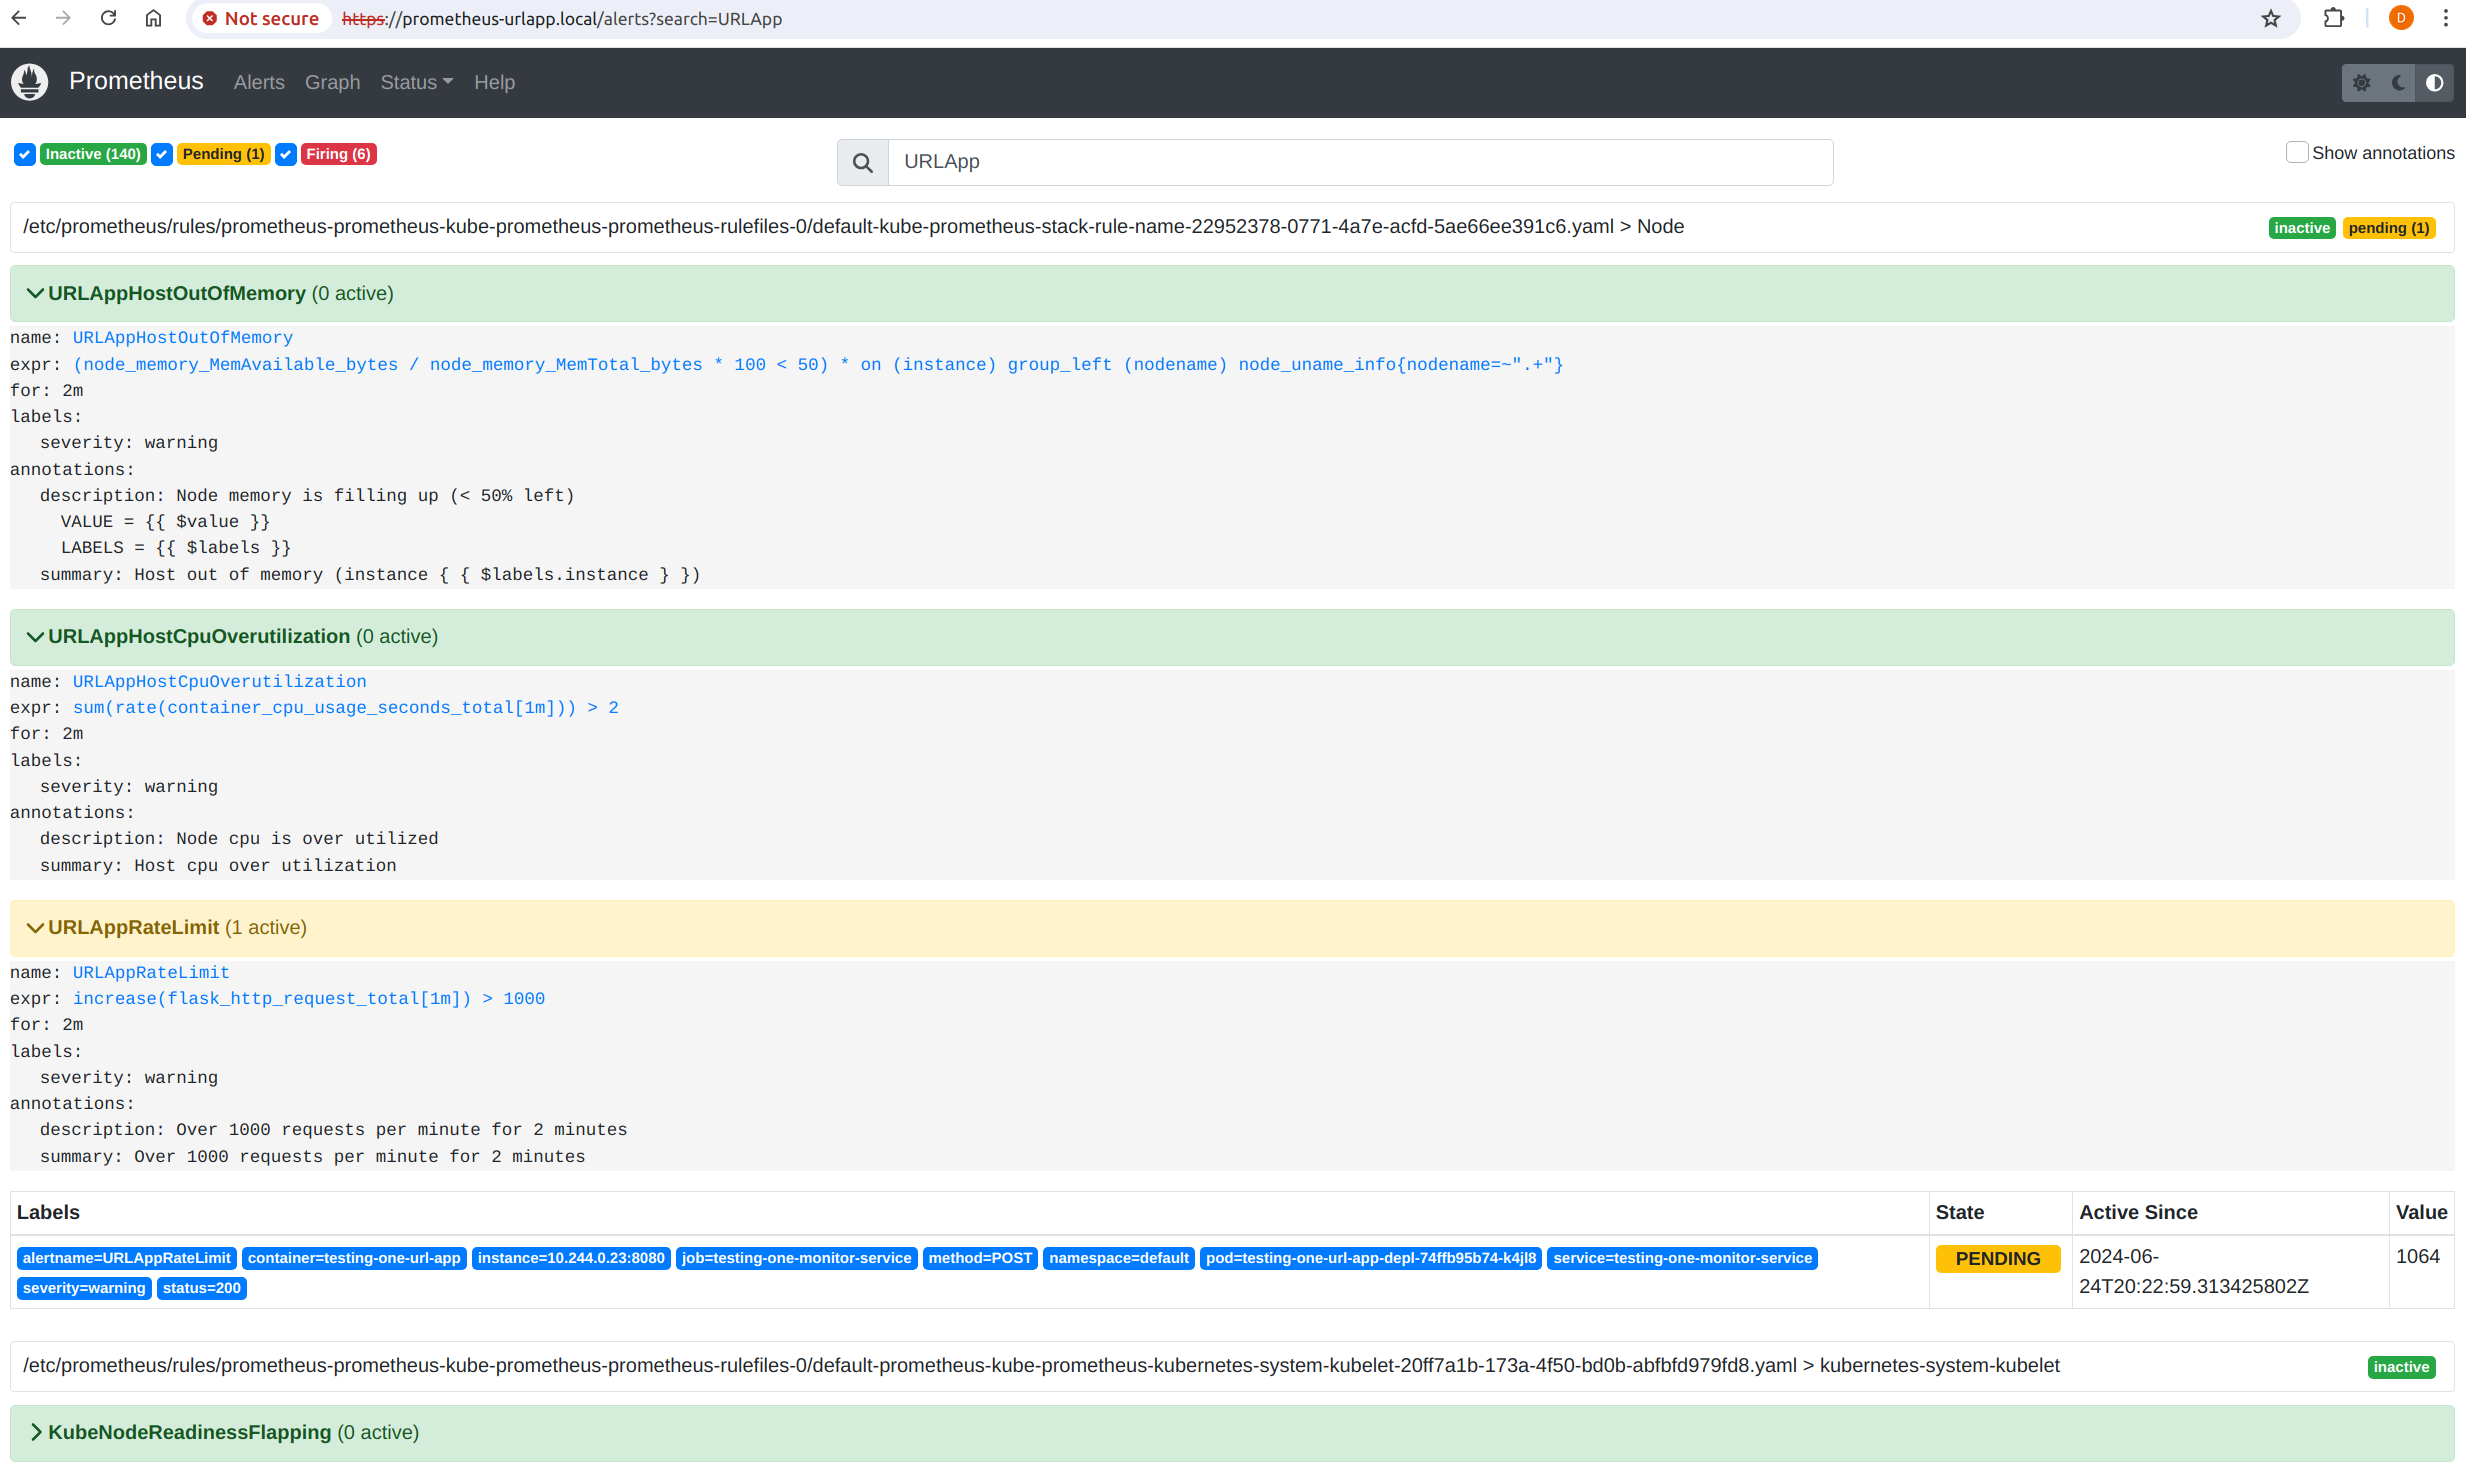 Not secure https://prometheus-urlapp.local/alerts?search=URLApp D
Prometheus Alerts Graph Status Help
Inactive (140) Pending (1) Firing (6) URLApp Show annotations
/etc/prometheus/rules/prometheus-prometheus-kube-prometheus-prometheus-rulefiles-0/default-kube-prometheus-stack-rule-name-22952378-0771-4a7e-acfd-5ae66ee391c6.yaml > Node inactive pending (1)
URLAppHostOutOfMemory (0 active)
name: URLAppHostOutOfMemory
expr: (node_memory_MemAvailable_bytes / node_memory_MemTotal_bytes * 100 < 50) * on (instance) group_left (nodename) node_uname_info{nodename=~".+"}
for: 2m
labels:
severity: warning
annotations:
description: Node memory is filling up (< 50% left)
VALUE = {{ $value }}
LABELS = {{ $labels }}
summary: Host out of memory (instance { { $labels.instance } })
URLAppHostCpuOverutilization (0 active)
name: URLAppHostCpuOverutilization
expr: sum(rate(container_cpu_usage_seconds_total[1m])) > 2
for: 2m
labels:
severity: warning
annotations:
description: Node cpu is over utilized
summary: Host cpu over utilization
URLAppRateLimit (1 active)
name: URLAppRateLimit
expr: increase(flask_http_request_total[1m]) > 1000
for: 2m
labels:
severity: warning
annotations:
description: Over 1000 requests per minute for 2 minutes
summary: Over 1000 requests per minute for 2 minutes
Labels State Active Since Value
alertname=URLAppRateLimit container=testing-one-url-app instance=10.244.0.23:8080 job=testing-one-monitor-service method=POST namespace=default pod=testing-one-url-app-depl-74ffb95b74-k4jl8 service=testing-one-monitor-service PENDING 2024-06- 1064
severity=warning status=200 24T20:22:59.313425802Z
/etc/prometheus/rules/prometheus-prometheus-kube-prometheus-prometheus-rulefiles-0/default-prometheus-kube-prometheus-kubernetes-system-kubelet-20ff7a1b-173a-4f50-bd0b-abfbfd979fd8.yaml > kubernetes-system-kubelet inactive
KubeNodeReadinessFlapping (0 active)